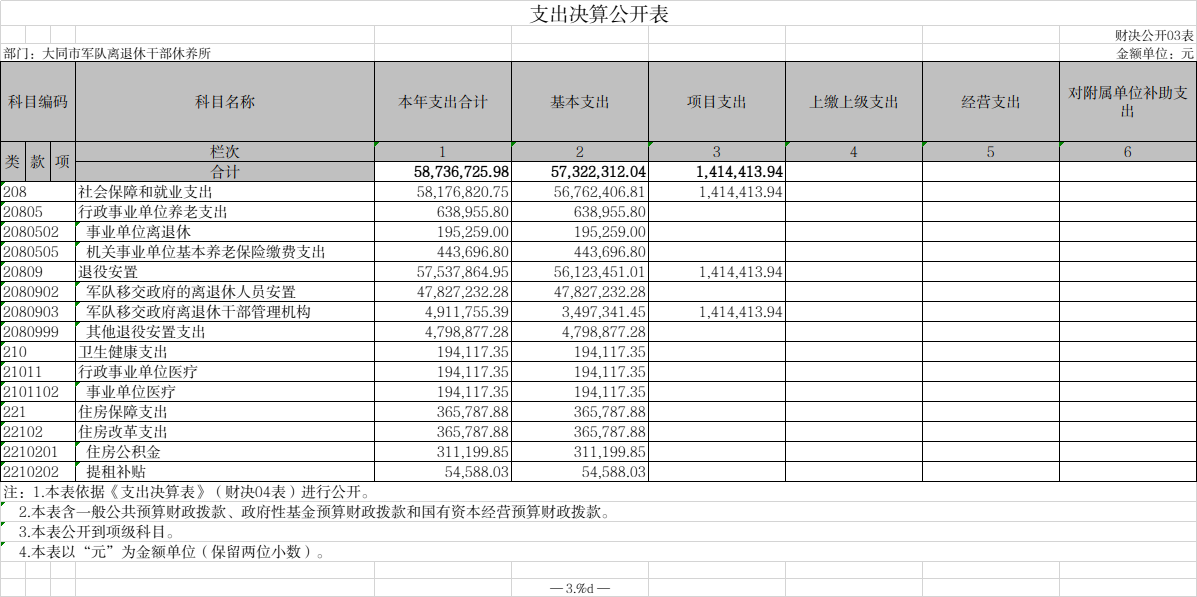 支出决算公开表
财决公开03表
部门：大同市军队离退休干部休养所 金额单位：元
科目编码 科目名称 本年支出合计 基本支出 项目支出 上缴上级支出 经营支出 对附属单位补助支出
类 款 项 栏次 1 2 3 4 5 6
合计 58,736,725.98 57,322,312.04 1,414,413.94
208 社会保障和就业支出 58,176,820.75 56,762,406.81 1,414,413.94
20805 行政事业单位养老支出 638,955.80 638,955.80
2080502 事业单位离退休 195,259.00 195,259.00
2080505 机关事业单位基本养老保险缴费支出 443,696.80 443,696.80
20809 退役安置 57,537,864.95 56,123,451.01 1,414,413.94
2080902 军队移交政府的离退休人员安置 47,827,232.28 47,827,232.28
2080903 军队移交政府离退休干部管理机构 4,911,755.39 3,497,341.45 1,414,413.94
2080999 其他退役安置支出 4,798,877.28 4,798,877.28
210 卫生健康支出 194,117.35 194,117.35
21011 行政事业单位医疗 194,117.35 194,117.35
2101102 事业单位医疗 194,117.35 194,117.35
221 住房保障支出 365,787.88 365,787.88
22102 住房改革支出 365,787.88 365,787.88
2210201 住房公积金 311,199.85 311,199.85
2210202 提租补贴 54,588.03 54,588.03
注：1.本表依据《支出决算表》（财决04表）进行公开。
2.本表含一般公共预算财政拨款、政府性基金预算财政拨款和国有资本经营预算财政拨款。
3.本表公开到项级科目。
4.本表以“元”为金额单位（保留两位小数）。
— 3.%d —